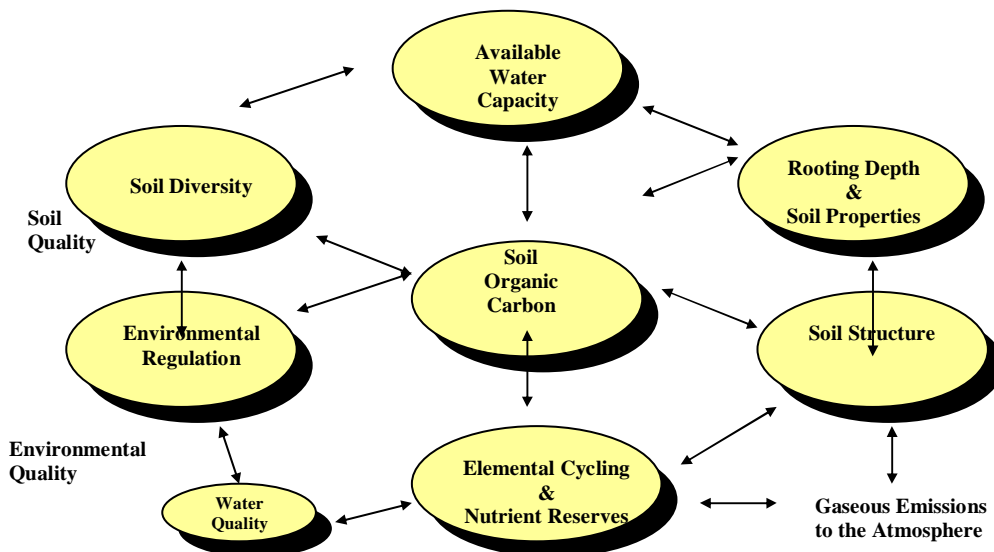 Available
Water
Capacity
Soil Diversity
Rooting Depth
&
Soil Properties
Soil
Quality
Soil
Organic
Carbon
Environmental
Regulation
Soil Structure
Environmental
Quality
Elemental Cycling
&
Nutrient Reserves
Water
Quality
Gaseous Emissions
to the Atmosphere